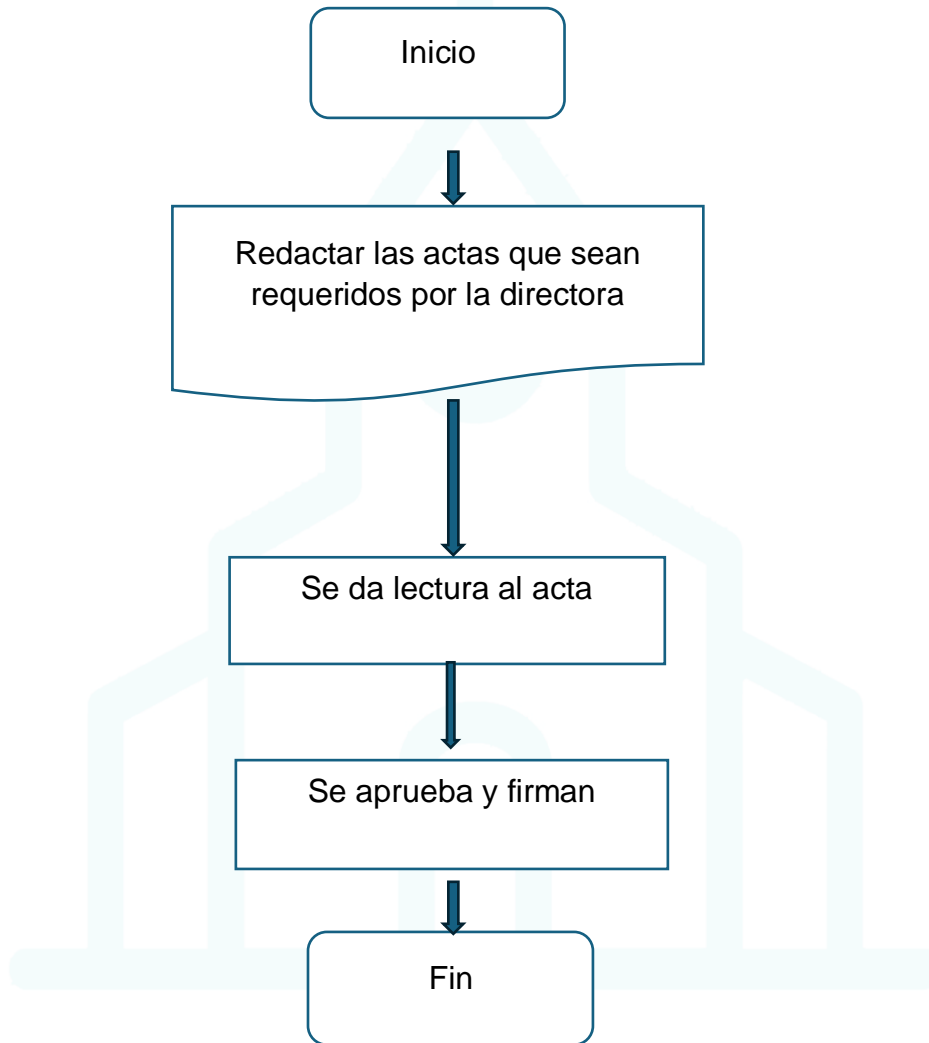 Inicio
Redactar las actas que sean
requeridos por la directora
Se da lectura al acta
Se aprueba y firman
Fin